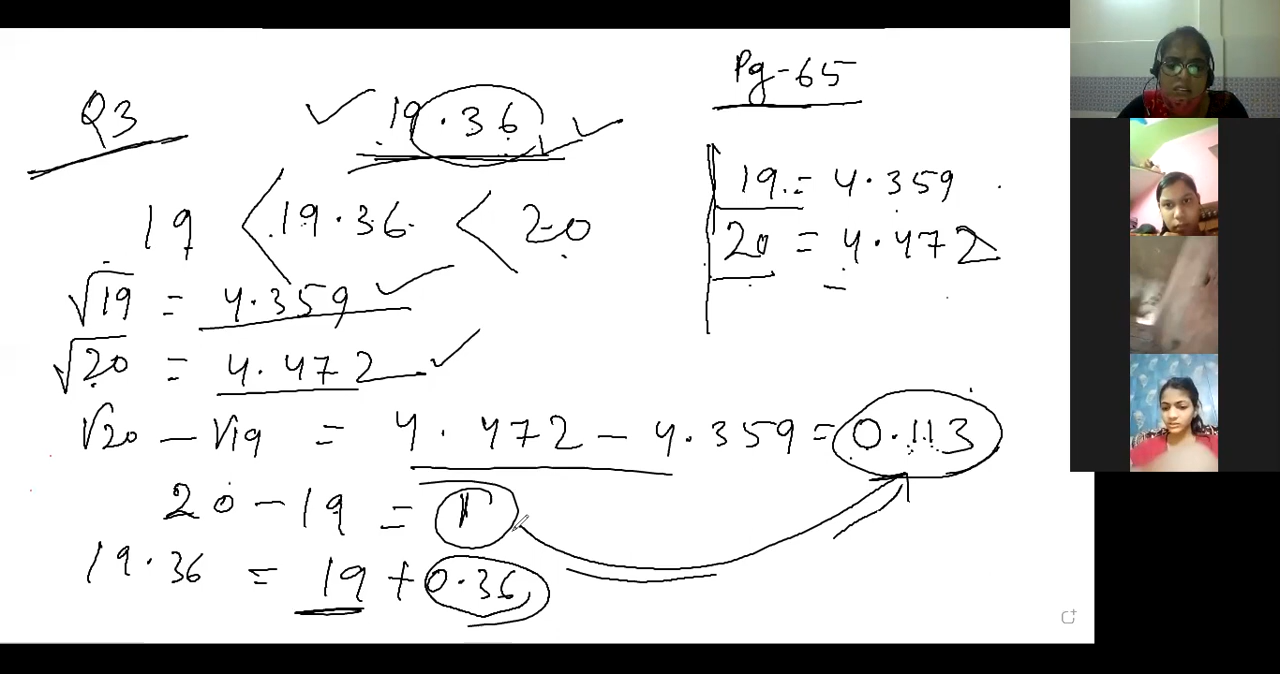 Q3
19.36
Pg-65
19 < 19.36 < 20
19 = 4.359
20 = 4.472
√19 = 4.359
√20 = 4.472
√20 - √19 = 4.472 - 4.359 = 0.113
20 - 19 = 1
19.36 = 19 + 0.36